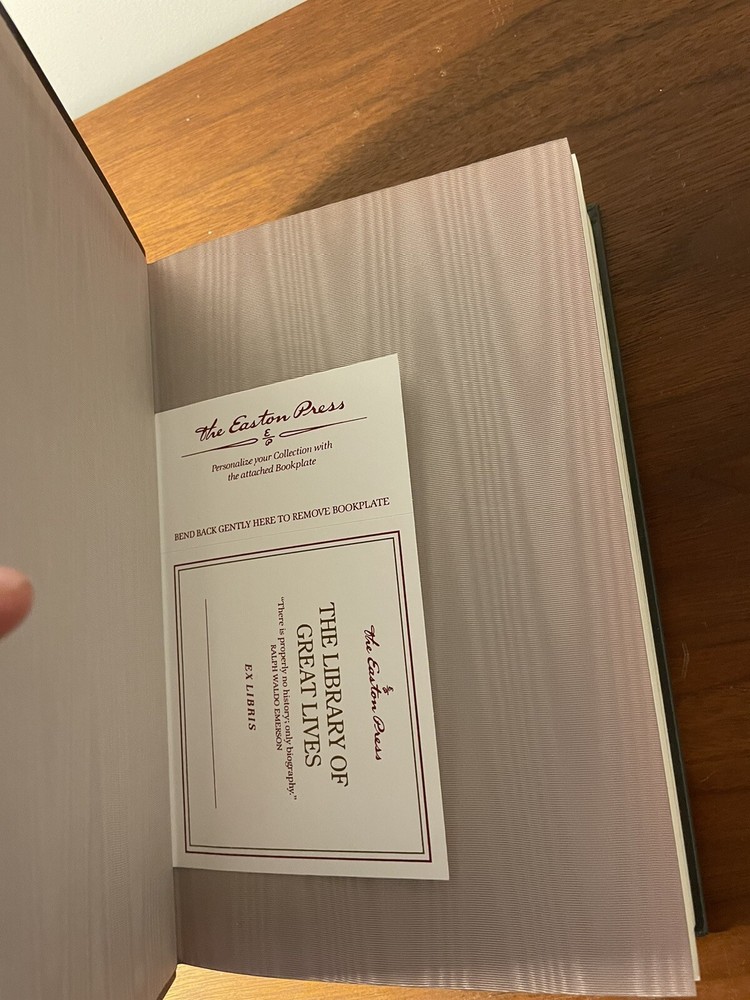 the Easton Press
E
P
Personalize your Collection with
the attached Bookplate
BEND BACK GENTLY HERE TO REMOVE BOOKPLATE
the Easton Press
THE LIBRARY OF
GREAT LIVES
"There is properly no history; only biography."
RALPH WALDO EMERSON
EX LIBRIS